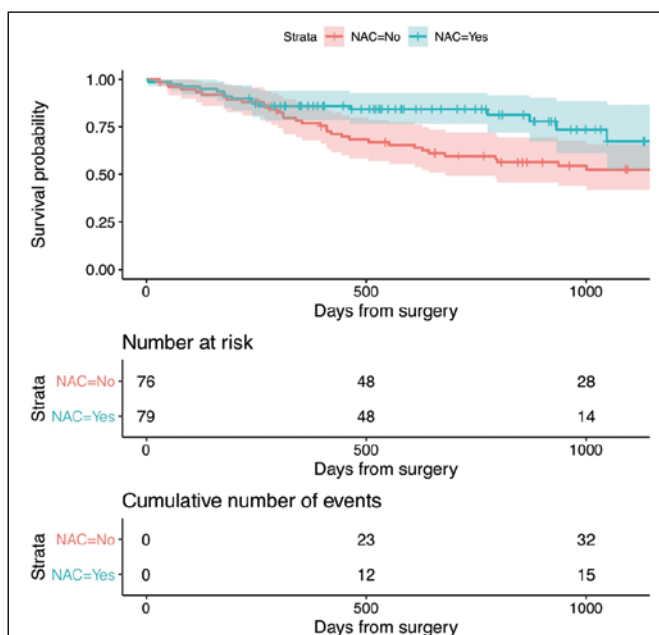 Strata NAC=No NAC=Yes
1.00
0.75
0.50
0.25
0.00
Survival probability
0 500 1000
Days from surgery
Number at risk
Strata
NAC=No 76 48 28
NAC=Yes 79 48 14
0 500 1000
Days from surgery
Cumulative number of events
Strata
NAC=No 0 23 32
NAC=Yes 0 12 15
0 500 1000
Days from surgery